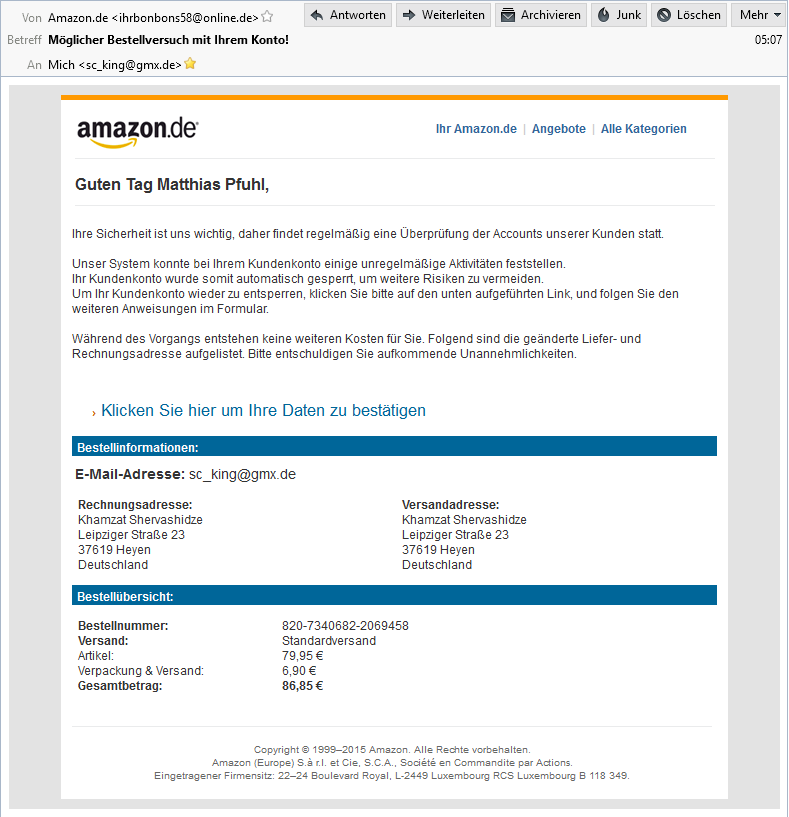 Von Amazon.de <ihrbonbons58@online.de>
Antworten Weiterleiten Archivieren Junk Löschen Mehr
Betreff Möglicher Bestellversuch mit Ihrem Konto! 05:07
An Mich <sc_king@gmx.de>
amazon.de
Ihr Amazon.de | Angebote | Alle Kategorien
Guten Tag Matthias Pfuhl,
Ihre Sicherheit ist uns wichtig, daher findet regelmäßig eine Überprüfung der Accounts unserer Kunden statt.
Unser System konnte bei Ihrem Kundenkonto einige unregelmäßige Aktivitäten feststellen.
Ihr Kundenkonto wurde somit automatisch gesperrt, um weitere Risiken zu vermeiden.
Um Ihr Kundenkonto wieder zu entsperren, klicken Sie bitte auf den unten aufgeführten Link, und folgen Sie den
weiteren Anweisungen im Formular.
Während des Vorgangs entstehen keine weiteren Kosten für Sie. Folgend sind die geänderte Liefer- und
Rechnungsadresse aufgelistet. Bitte entschuldigen Sie aufkommende Unannehmlichkeiten.
› Klicken Sie hier um Ihre Daten zu bestätigen
Bestellinformationen:
E-Mail-Adresse: sc_king@gmx.de
Rechnungsadresse: Versandadresse:
Khamzat Shervashidze Khamzat Shervashidze
Leipziger Straße 23 Leipziger Straße 23
37619 Heyen 37619 Heyen
Deutschland Deutschland
Bestellübersicht:
Bestellnummer: 820-7340682-2069458
Versand: Standardversand
Artikel: 79,95 €
Verpackung & Versand: 6,90 €
Gesamtbetrag: 86,85 €
Copyright © 1999–2015 Amazon. Alle Rechte vorbehalten.
Amazon (Europe) S.à r.l. et Cie, S.C.A., Société en Commandite par Actions.
Eingetragener Firmensitz: 22–24 Boulevard Royal, L-2449 Luxembourg RCS Luxembourg B 118 349.